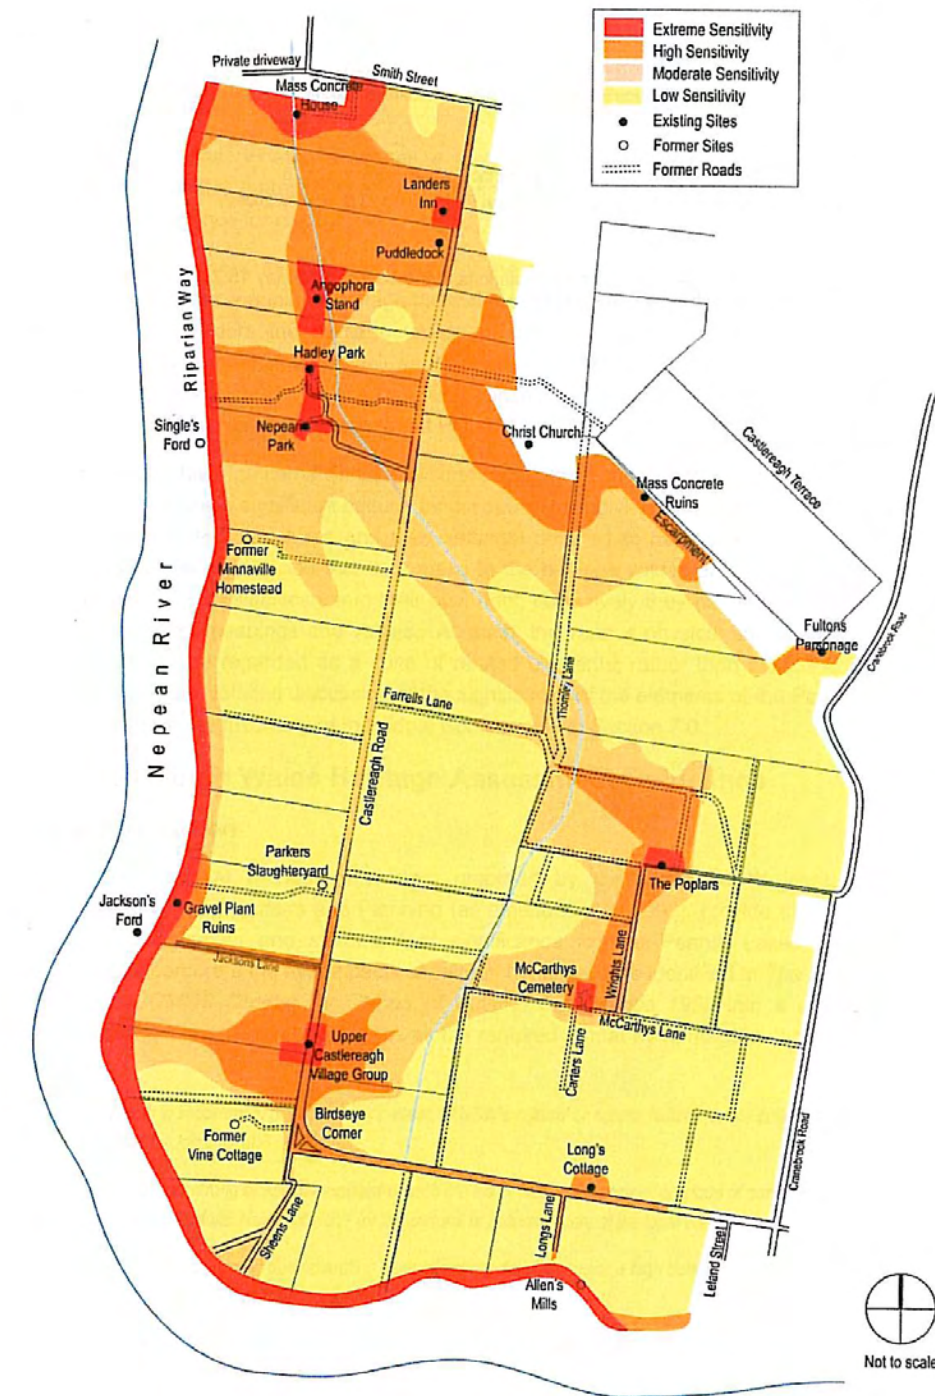 Extreme Sensitivity
High Sensitivity
Moderate Sensitivity
Low Sensitivity
Existing Sites
Former Sites
Former Roads
Private driveway
Smith Street
Mass Concrete
House
Landers
Inn
Puddledock
Angophora
Stand
Riparian Way
Hadley Park
Single's
Ford
Nepean
Park
Christ Church
Castlereagh Terrace
Mass Concrete
Ruins
Escarpment
Former
Minnaville
Homestead
Nepean River
Fultons
Parsonage
Cranebrook Road
Thornley Lane
Farrells Lane
Castlereagh Road
Parkers
Slaughteryard
The Poplars
Jackson's
Ford
Gravel Plant
Ruins
Jacksons Lane
Wrights Lane
McCarthys
Cemetery
McCarthys Lane
Carters Lane
Upper
Castlereagh
Village Group
Birdseye
Corner
Former
Vine Cottage
Long's
Cottage
Cranebrook Road
Sheens Lane
Longs Lane
Leland Street
Allen's
Mills
Not to scale